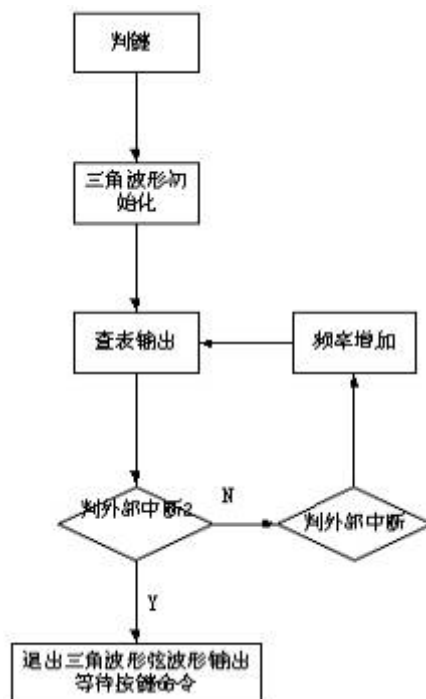 判键
三角波形初
始化
查表输出
频率增加
判外部中断2
N
判外部中断
Y
退出三角波形弦波形输出
等待按键命令